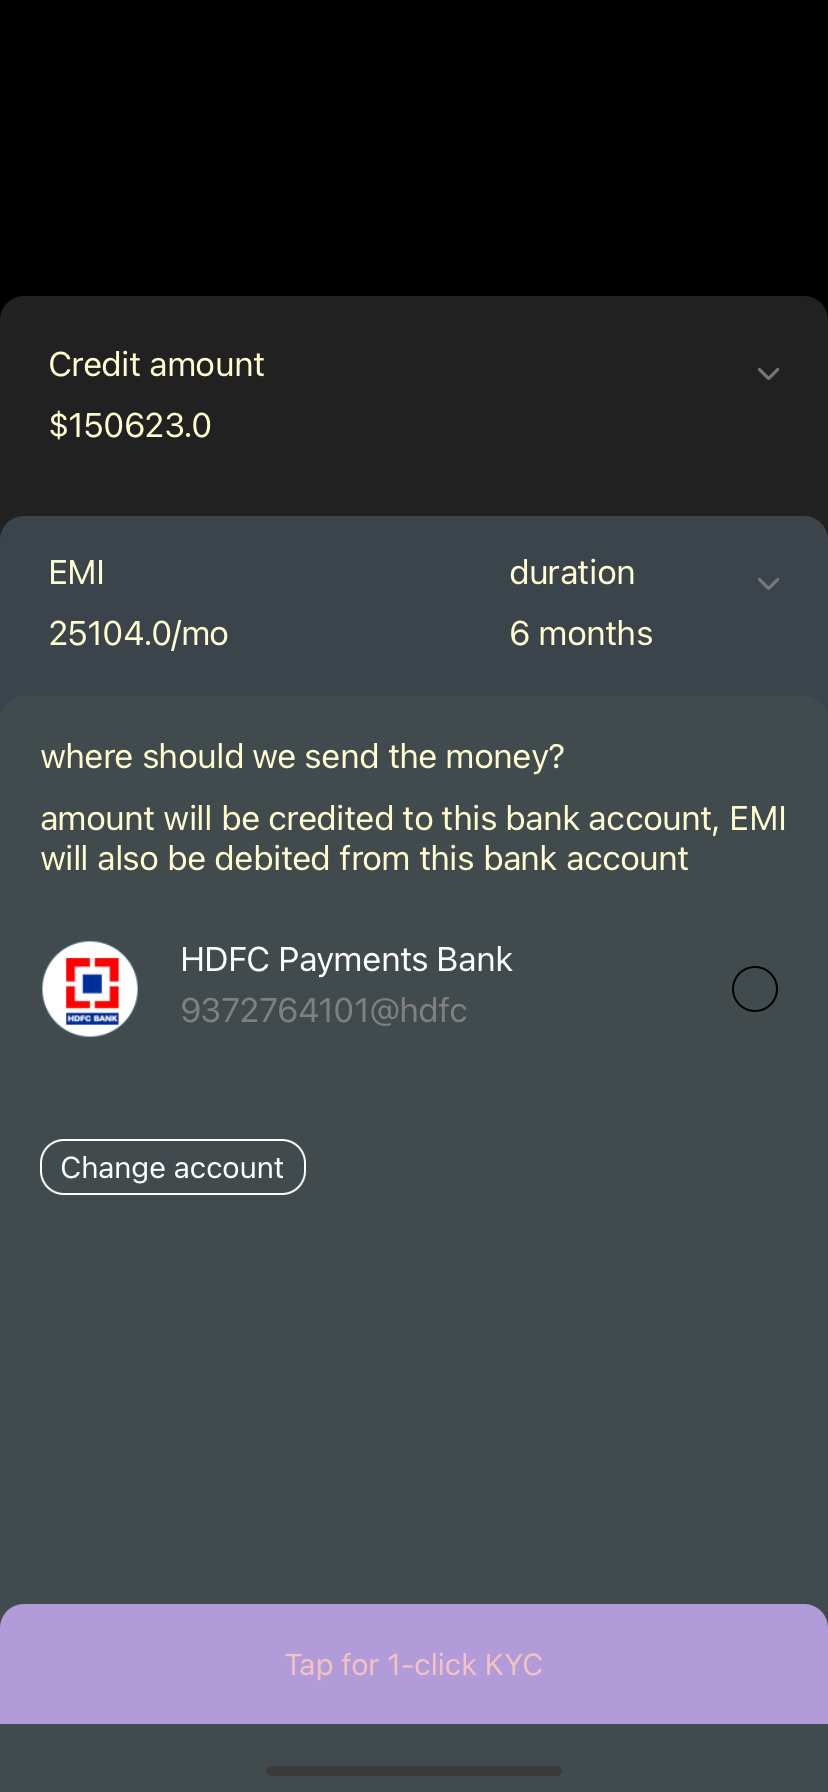 Credit amount
$150623.0
EMI
duration
25104.0/mo
6 months
where should we send the money?
amount will be credited to this bank account, EMI
will also be debited from this bank account
HDFC Payments Bank
9372764101@hdfc
HDFC BANK
Change account
Tap for 1-click KYC